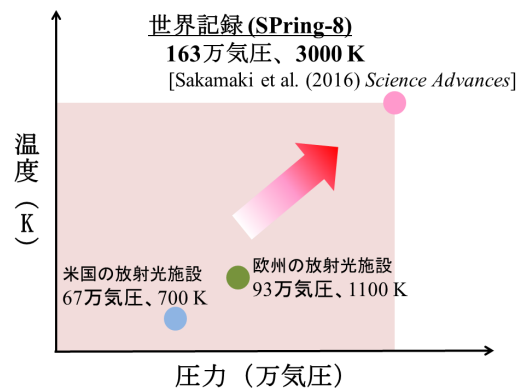 世界記録 (SPring-8)
163万気圧、3000 K
[Sakamaki et al. (2016) Science Advances]
温度（K）
米国の放射光施設
67万気圧、700 K
欧州の放射光施設
93万気圧、1100 K
圧力（万気圧）